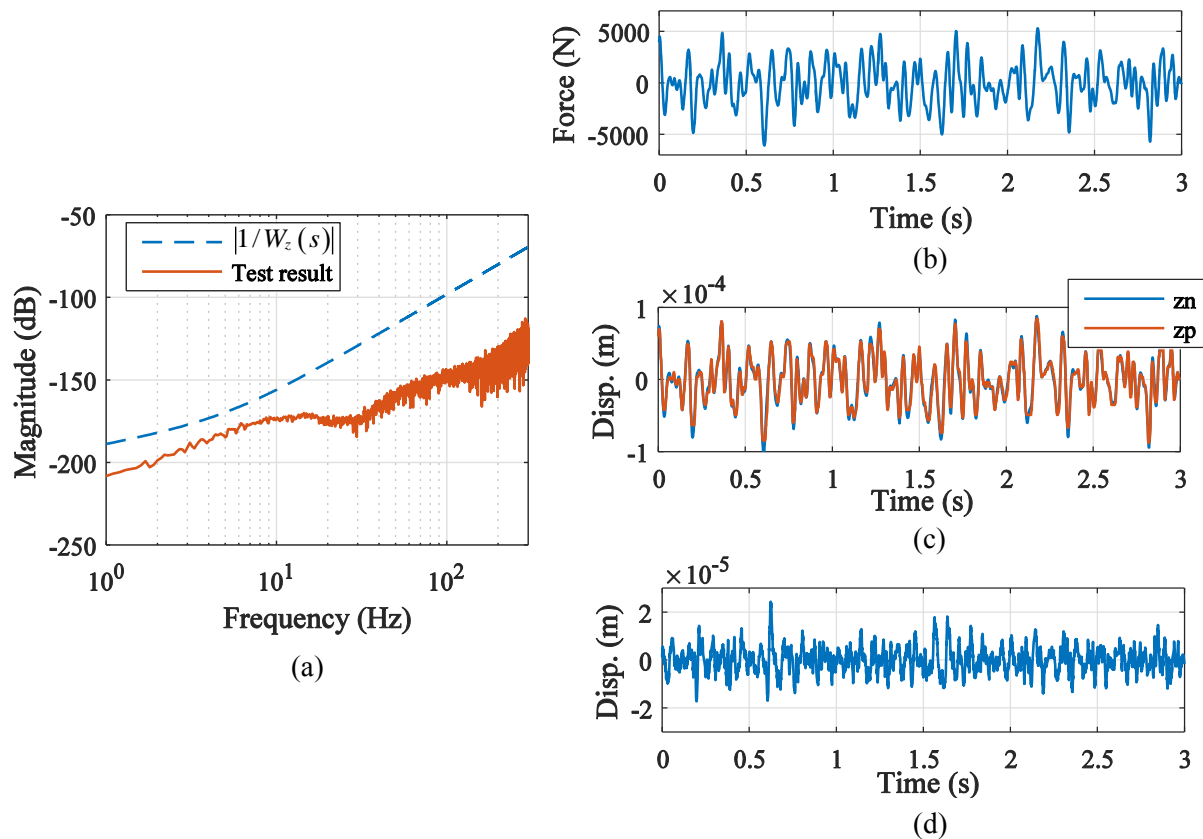 -50
-100
-150
-200
-250
Magnitude (dB)
|1/W_z(s)|
Test result
10^0
10^1
10^2
Frequency (Hz)
(a)
5000
0
-5000
Force (N)
0 0.5 1 1.5 2 2.5 3
Time (s)
(b)
×10^-4
1
0
-1
Disp. (m)
zn
zp
0 0.5 1 1.5 2 2.5 3
Time (s)
(c)
×10^-5
2
0
-2
Disp. (m)
0 0.5 1 1.5 2 2.5 3
Time (s)
(d)